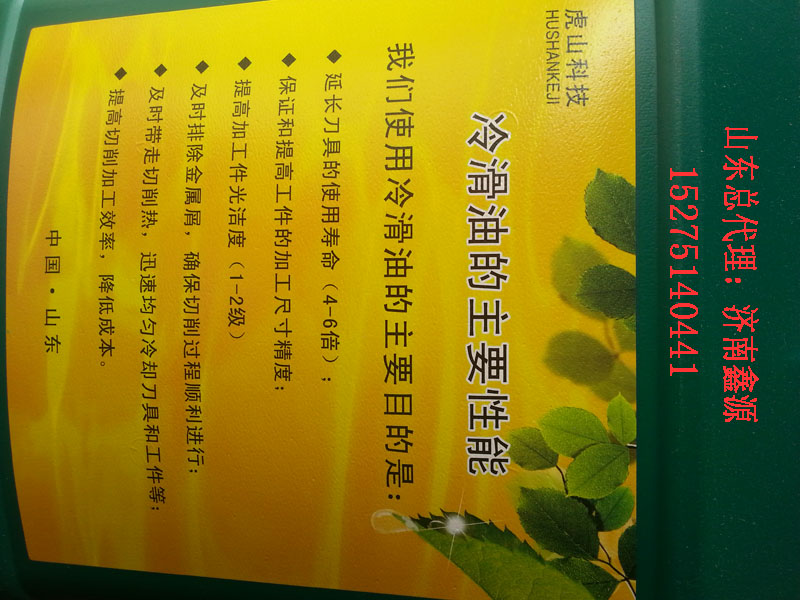 虎山科技
HUSHANKEJI
冷滑油的主要性能
我们使用冷滑油的主要目的是：
◆ 延长刀具的使用寿命（4-6倍）；
◆ 保证和提高工件的加工尺寸精度；
◆ 提高加工件光洁度（1-2级）
◆ 及时排除金属屑，确保切削过程顺利进行；
◆ 及时带走切削热，迅速均匀冷却刀具和工件等；
◆ 提高切削加工效率，降低成本。
中国·山东
山东总代理：济南鑫源
15275140441